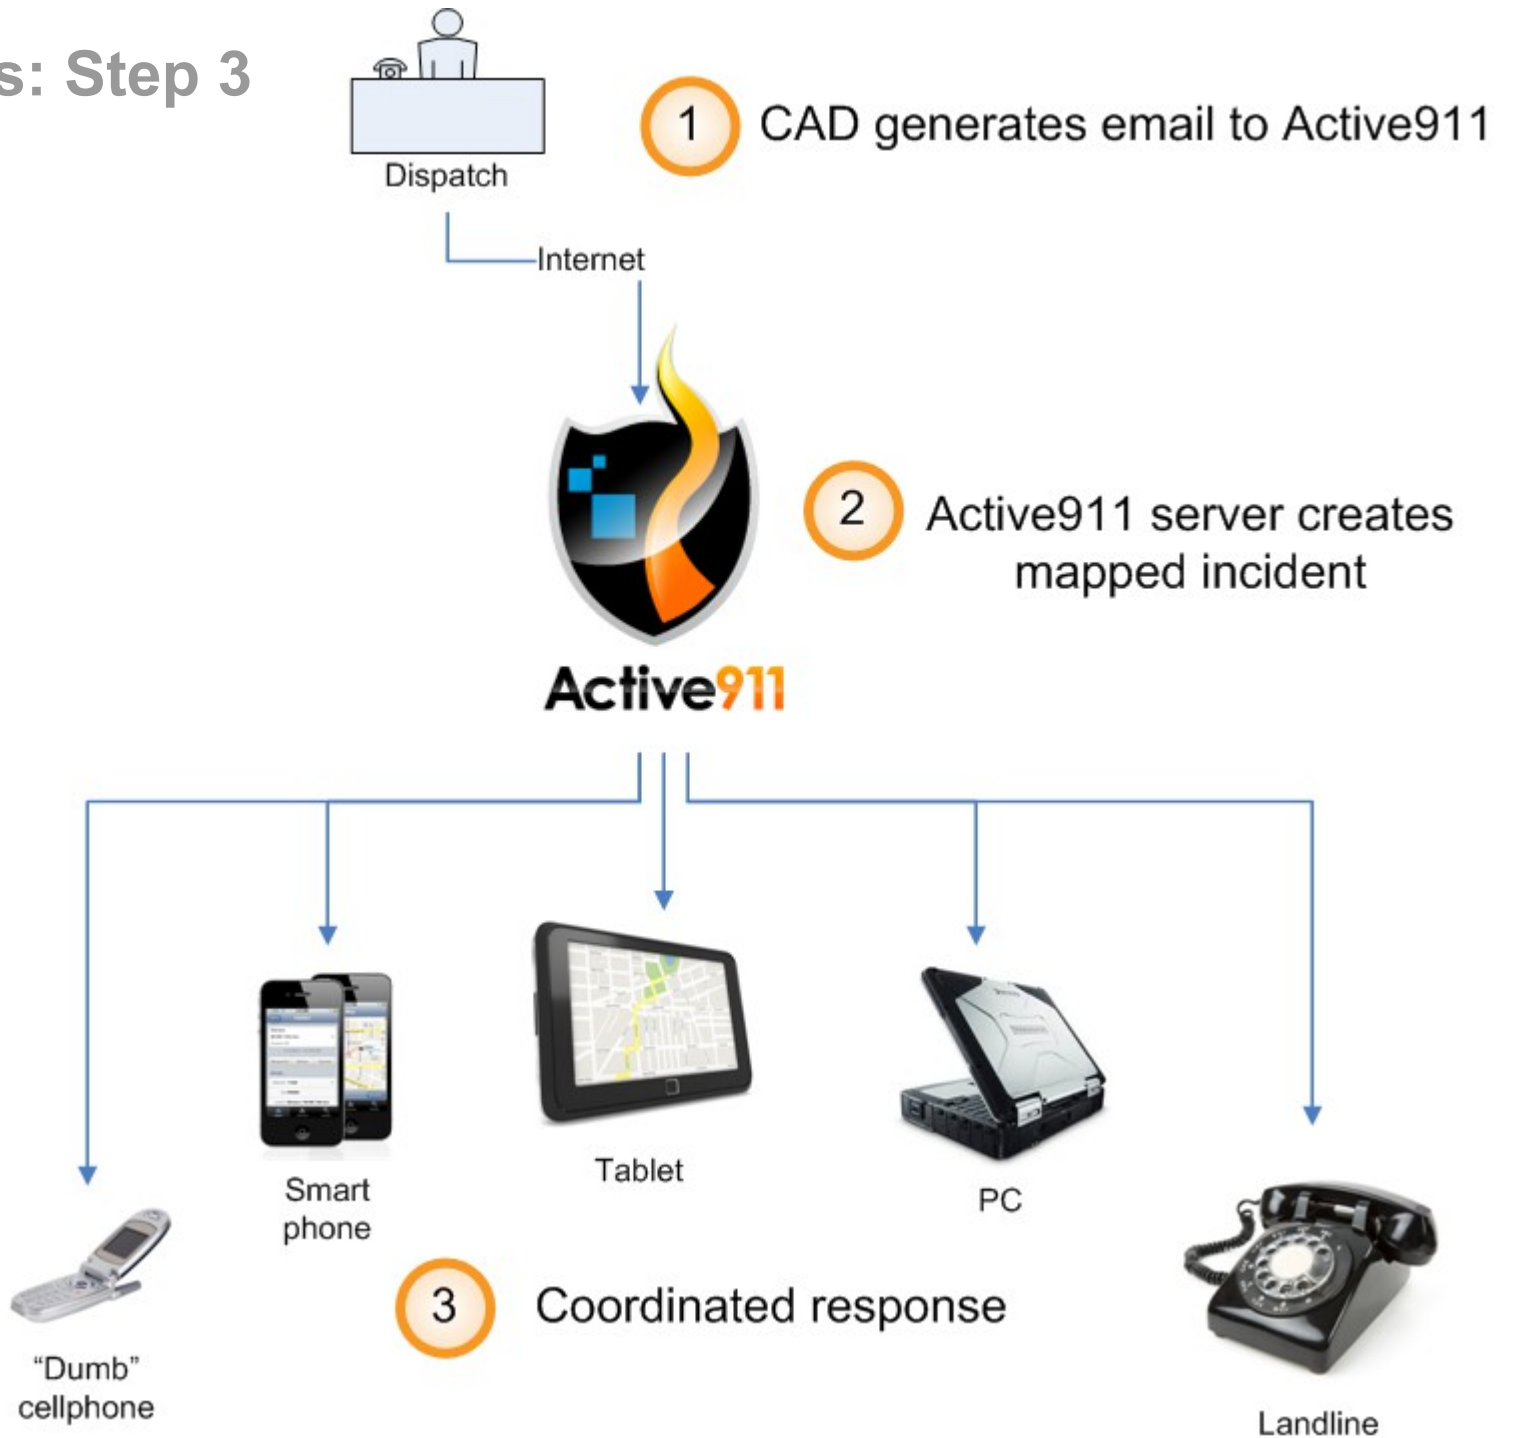 s: Step 3
1
CAD generates email to Active911
Dispatch
Internet
2
Active911 server creates
mapped incident
Active911
Tablet
Smart
phone
PC
3
Coordinated response
“Dumb”
cellphone
Landline